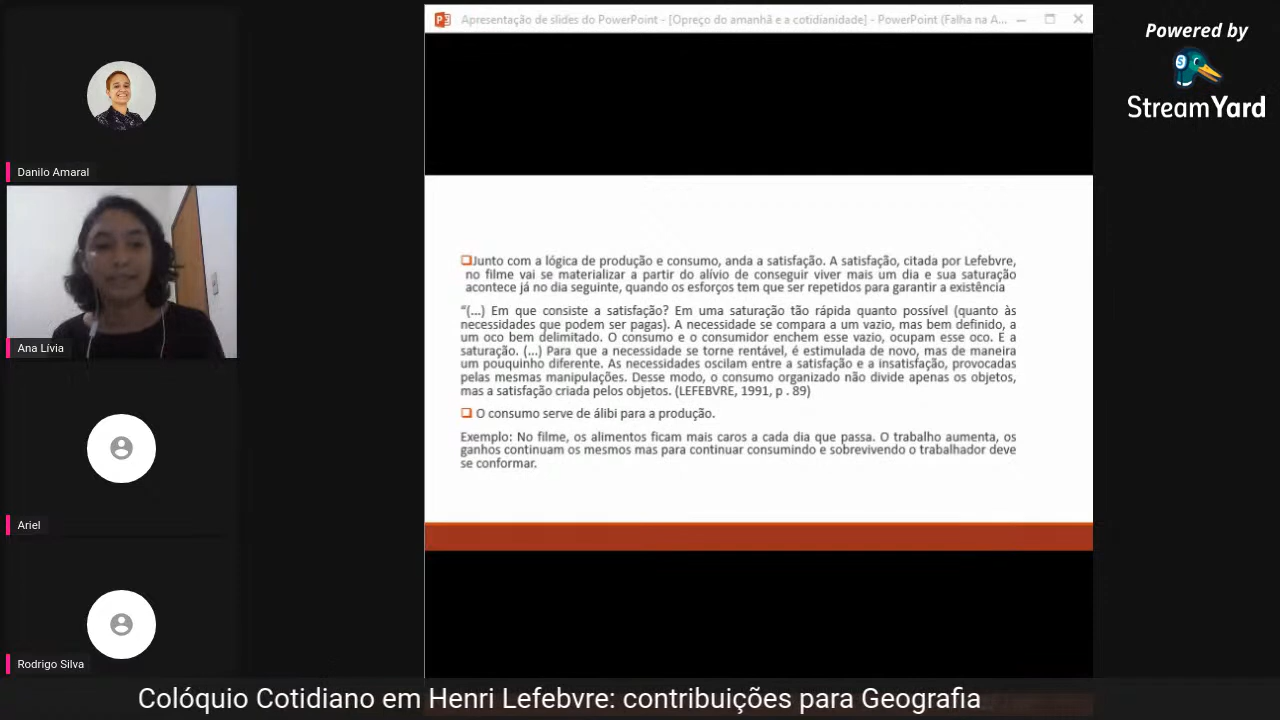 Apresentação de slides do PowerPoint - [Opreço do amanhã e a cotidianidade] - PowerPoint (Falha na A...
Powered by
StreamYard
Danilo Amaral
Ana Lívia
Ariel
Rodrigo Silva
Junto com a lógica de produção e consumo, anda a satisfação. A satisfação, citada por Lefebvre,
no filme vai se materializar a partir do alívio de conseguir viver mais um dia e sua saturação
acontece já no dia seguinte, quando os esforços tem que ser repetidos para garantir a existência
"(...) Em que consiste a satisfação? Em uma saturação tão rápida quanto possível (quanto às
necessidades que podem ser pagas). A necessidade se compara a um vazio, mas bem definido, a
um oco bem delimitado. O consumo e o consumidor enchem esse vazio, ocupam esse oco. E a
saturação. (...) Para que a necessidade se torne rentável, é estimulada de novo, mas de maneira
um pouquinho diferente. As necessidades oscilam entre a satisfação e a insatisfação, provocadas
pelas mesmas manipulações. Desse modo, o consumo organizado não divide apenas os objetos,
mas a satisfação criada pelos objetos. (LEFEBVRE, 1991, p . 89)
O consumo serve de álibi para a produção.
Exemplo: No filme, os alimentos ficam mais caros a cada dia que passa. O trabalho aumenta, os
ganhos continuam os mesmos mas para continuar consumindo e sobrevivendo o trabalhador deve
se conformar.
Colóquio Cotidiano em Henri Lefebvre: contribuições para Geografia